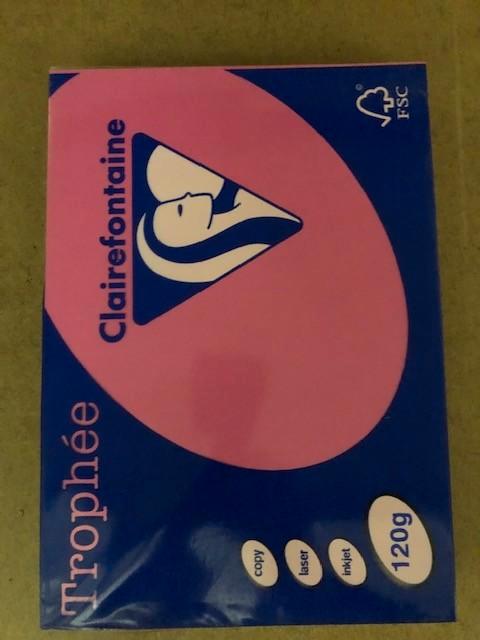 Clairefontaine
FSC
Trophée
copy
laser
inkjet
120g